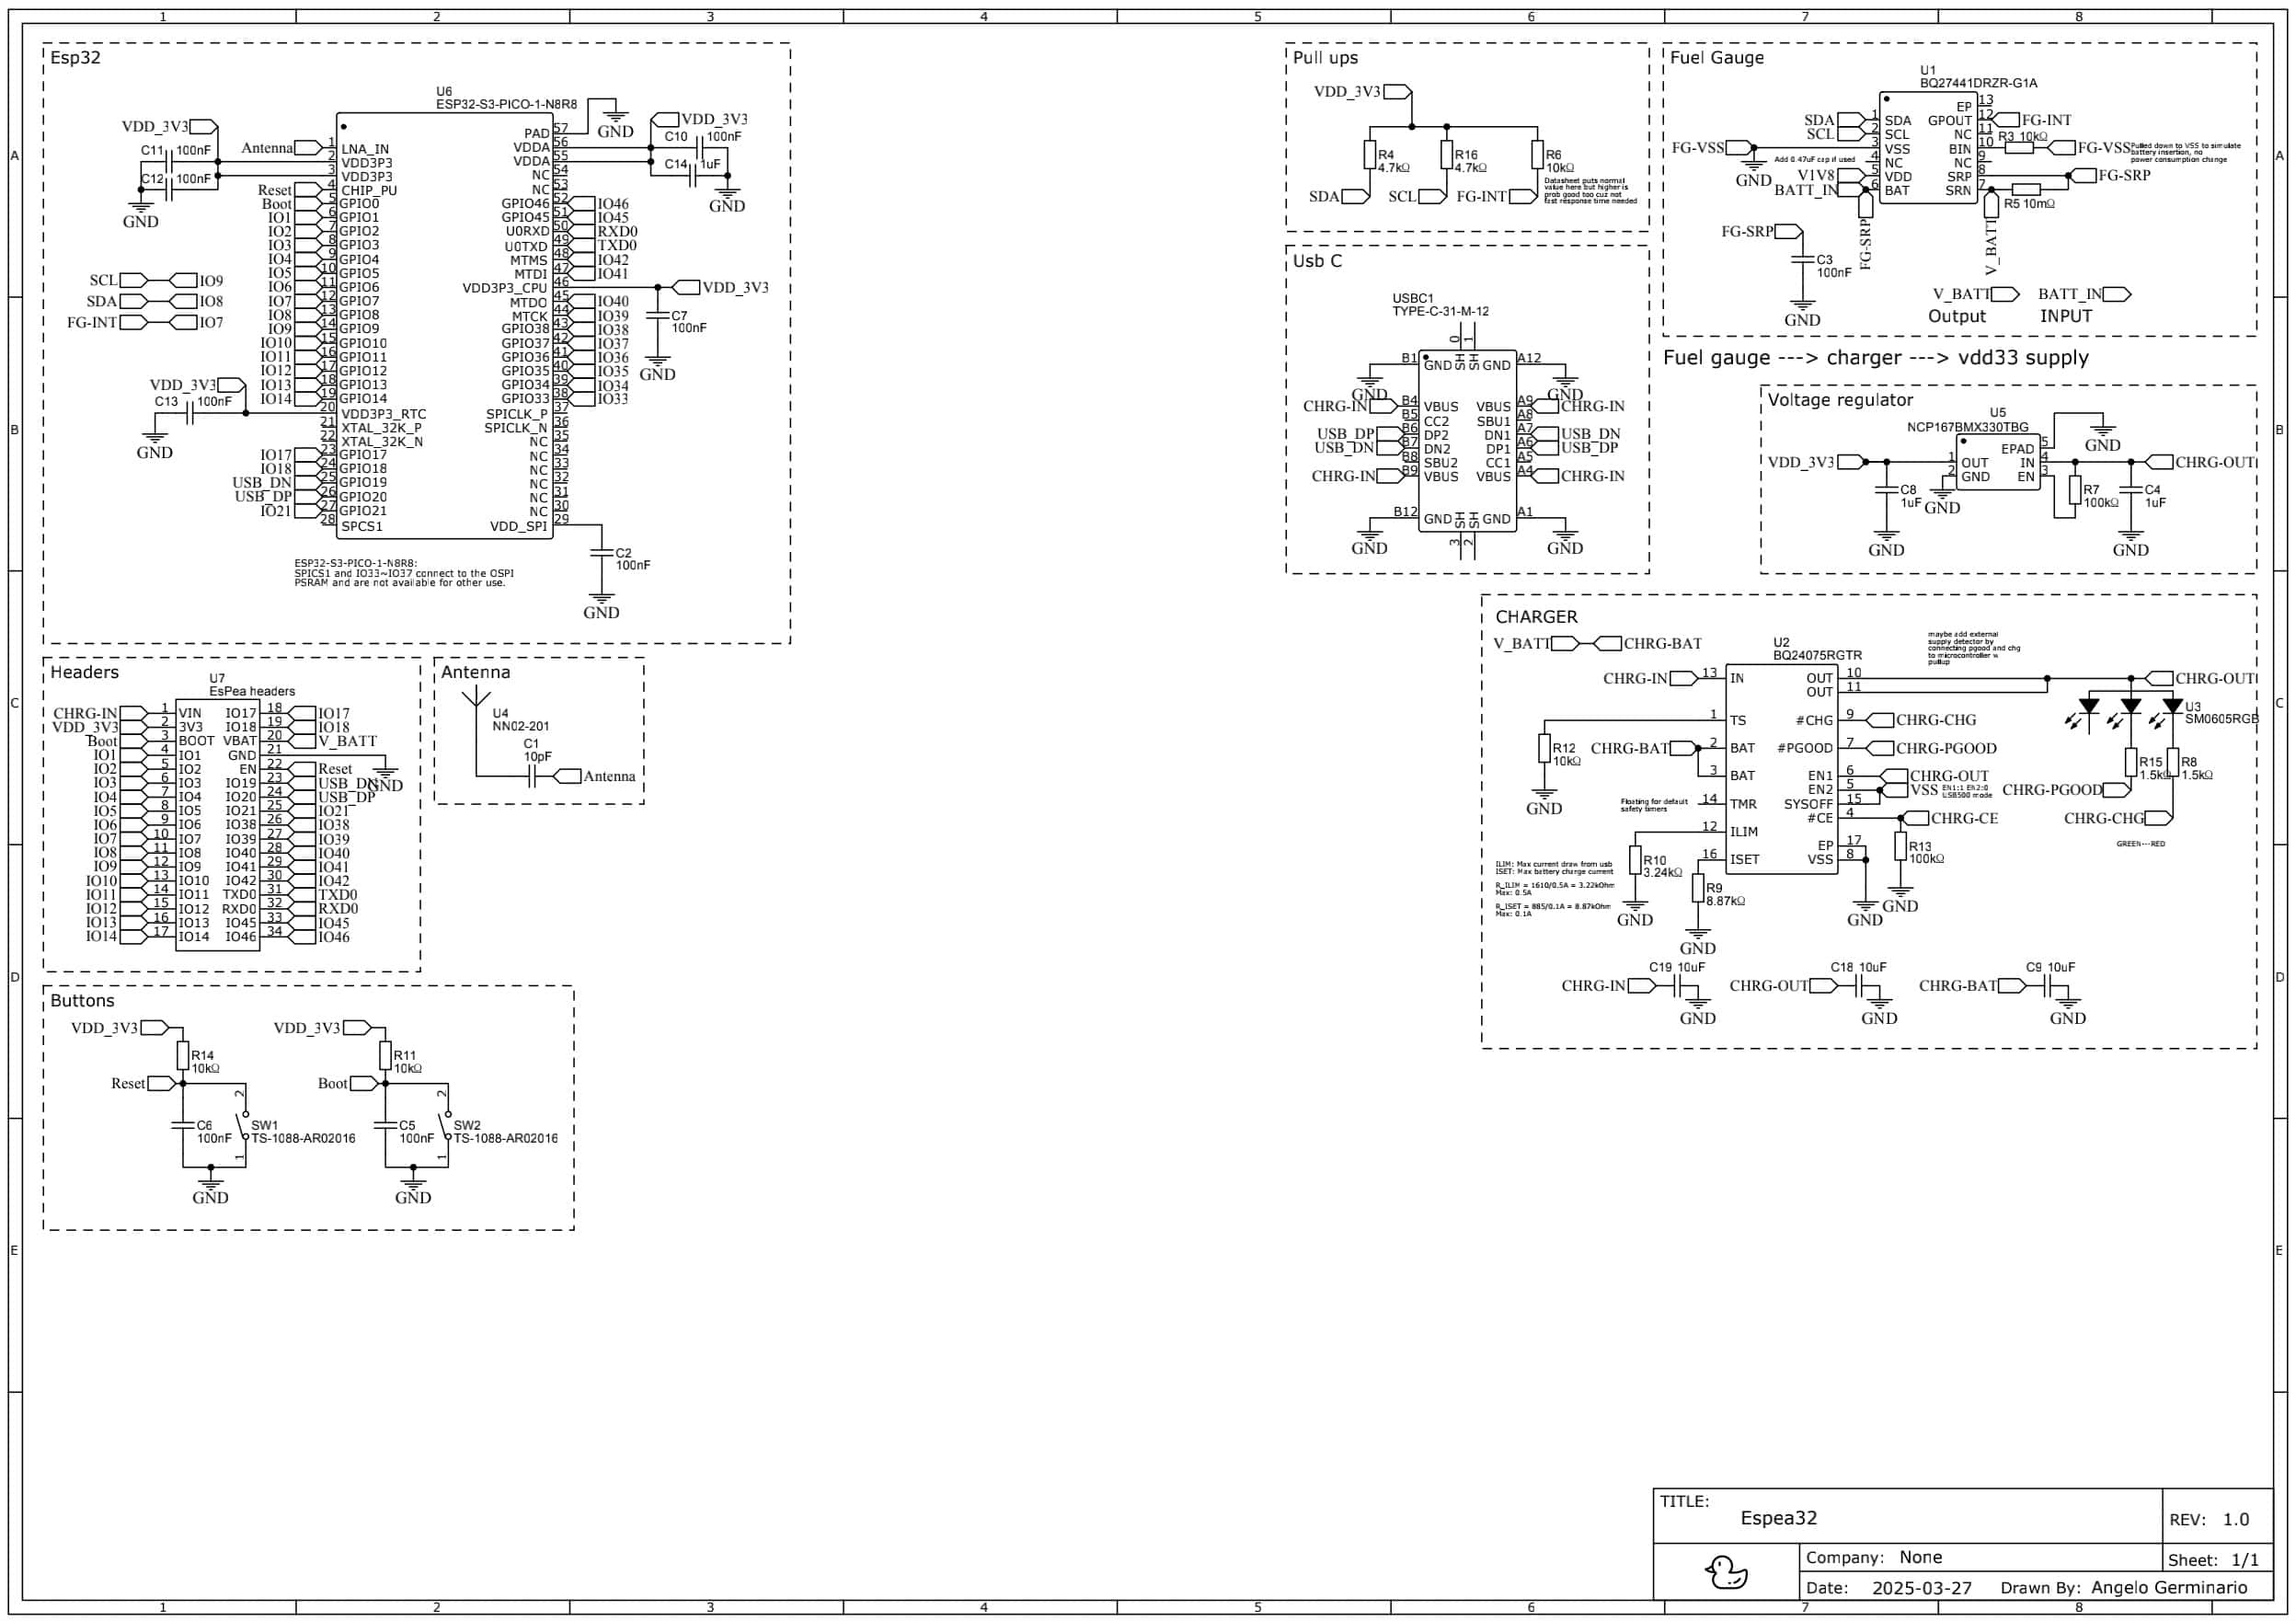 1 2 3 4 5 6 7 8
A
B
C
D
E
Esp32
U6
ESP32-S3-PICO-1-N8R8
VDD_3V3
C11 100nF
C12 100nF
GND
Antenna
Reset
Boot
IO1
IO2
IO3
IO4
IO5
IO6
IO7
IO8
IO9
IO10
IO11
IO12
IO13
IO14
SCL IO9
SDA IO8
FG-INT IO7
VDD_3V3
C13 100nF
GND
IO17
IO18
USB_DN
USB_DP
IO21
1 LNA_IN
2 VDD3P3
3 VDD3P3
4 CHIP_PU
5 GPIO0
6 GPIO1
7 GPIO2
8 GPIO3
9 GPIO4
10 GPIO5
11 GPIO6
12 GPIO7
13 GPIO8
14 GPIO9
15 GPIO10
16 GPIO11
17 GPIO12
18 GPIO13
19 GPIO14
20 VDD3P3_RTC
21 XTAL_32K_P
22 XTAL_32K_N
23 GPIO17
24 GPIO18
25 GPIO19
26 GPIO20
27 GPIO21
28 SPCS1
PAD 57
VDDA 56
VDDA 55
NC 54
NC 53
GPIO46 52 IO46
GPIO45 51 IO45
U0RXD 50 RXD0
U0TXD 49 TXD0
MTMS 48 IO42
MTDI 47 IO41
VDD3P3_CPU 46 VDD_3V3
MTDO 45 IO40
MTCK 44 IO39
GPIO38 43 IO38
GPIO37 42 IO37
GPIO36 41 IO36
GPIO35 40 IO35
GPIO34 39 IO34
GPIO33 38 IO33
SPICLK_P 37
SPICLK_N 36
NC 35
NC 34
NC 33
NC 32
NC 31
NC 30
VDD_SPI 29
GND
VDD_3V3
C10 100nF
C14 1uF
GND
C7
100nF
GND
C2
100nF
GND
ESP32-S3-PICO-1-N8R8:
SPICS1 and IO33~IO37 connect to the OSPI
PSRAM and are not available for other use.
Pull ups
VDD_3V3
R4
4.7kΩ
R16
4.7kΩ
R6
10kΩ
SDA SCL FG-INT
Datasheet puts normal
value here but higher is
prob good too cuz not
fast response time needed
Fuel Gauge
U1
BQ27441DRZR-G1A
SDA 1 SDA
SCL 2 SCL
FG-VSS 3 VSS
4 NC
V1V8 5 VDD
BATT_IN 6 BAT
GND
Add 0.47uF cap if used
EP 13
GPOUT 12 FG-INT
NC 11
BIN 10 R3 10kΩ FG-VSS
NC 9
SRP 8 FG-SRP
SRN 7 R5 10mΩ
Pulled down to VSS to simulate
battery insertion, no
power consumption change
FG-SRP
V_BATT
FG-SRP
C3
100nF
GND
V_BATT BATT_IN
Output INPUT
Fuel gauge ---> charger ---> vdd33 supply
Usb C
USBC1
TYPE-C-31-M-12
0 1
SH SH
B1 GND GND A12
GND GND
CHRG-IN B4 VBUS VBUS A9 CHRG-IN
B5 CC2 SBU1 A8
USB_DP B6 DP2 DN1 A7 USB_DN
USB_DN B7 DN2 DP1 A6 USB_DP
B8 SBU2 CC1 A5
CHRG-IN B9 VBUS VBUS A4 CHRG-IN
B12 GND GND A1
SH SH
3 2
GND GND
Voltage regulator
U5
NCP167BMX330TBG
VDD_3V3 1 OUT
2 GND
EPAD 5
IN 4
EN 3
GND
CHRG-OUT
C8
1uF
GND
R7
100kΩ
C4
1uF
GND GND
CHARGER
V_BATT CHRG-BAT
U2
BQ24075RGTR
maybe add external
supply detector by
connecting pgood and chg
to microcontroller w
pullup
CHRG-IN 13 IN
1 TS
CHRG-BAT 2 BAT
3 BAT
14 TMR
12 ILIM
16 ISET
R12
10kΩ
GND
Floating for default
safety timers
OUT 10
OUT 11
#CHG 9 CHRG-CHG
#PGOOD 7 CHRG-PGOOD
EN1 6 CHRG-OUT
EN2 5 VSS
SYSOFF 15
#CE 4 CHRG-CE
EP 17
VSS 8
EN1:1 EN2:0
USB500 mode
CHRG-OUT
U3
SM0605RGB
R15
1.5kΩ
R8
1.5kΩ
CHRG-PGOOD
CHRG-CHG
GREEN---RED
R13
100kΩ
GND
GND
ILIM: Max current draw from usb
ISET: Max battery charge current
R_ILIM = 1610/0.5A = 3.22kOhm
Max: 0.5A
R_ISET = 885/0.1A = 8.87kOhm
Max: 0.1A
R10
3.24kΩ
GND
R9
8.87kΩ
GND
CHRG-IN C19 10uF GND
CHRG-OUT C18 10uF GND
CHRG-BAT C9 10uF GND
Headers
U7
EsPea headers
CHRG-IN 1 VIN IO17 18 IO17
VDD_3V3 2 3V3 IO18 19 IO18
Boot 3 BOOT VBAT 20 V_BATT
IO1 4 IO1 GND 21 GND
IO2 5 IO2 EN 22 Reset
IO3 6 IO3 IO19 23 USB_DN
IO4 7 IO4 IO20 24 USB_DP
IO5 8 IO5 IO21 25 IO21
IO6 9 IO6 IO38 26 IO38
IO7 10 IO7 IO39 27 IO39
IO8 11 IO8 IO40 28 IO40
IO9 12 IO9 IO41 29 IO41
IO10 13 IO10 IO42 30 IO42
IO11 14 IO11 TXD0 31 TXD0
IO12 15 IO12 RXD0 32 RXD0
IO13 16 IO13 IO45 33 IO45
IO14 17 IO14 IO46 34 IO46
Antenna
U4
NN02-201
C1
10pF
Antenna
Buttons
VDD_3V3
R14
10kΩ
Reset
C6
100nF
2
SW1
TS-1088-AR02016
1
GND
VDD_3V3
R11
10kΩ
Boot
C5
100nF
2
SW2
TS-1088-AR02016
1
GND
TITLE:
Espea32
REV: 1.0
Company: None
Sheet: 1/1
Date: 2025-03-27 Drawn By: Angelo Germinario
A
B
C
D
E
1 2 3 4 5 6 7 8